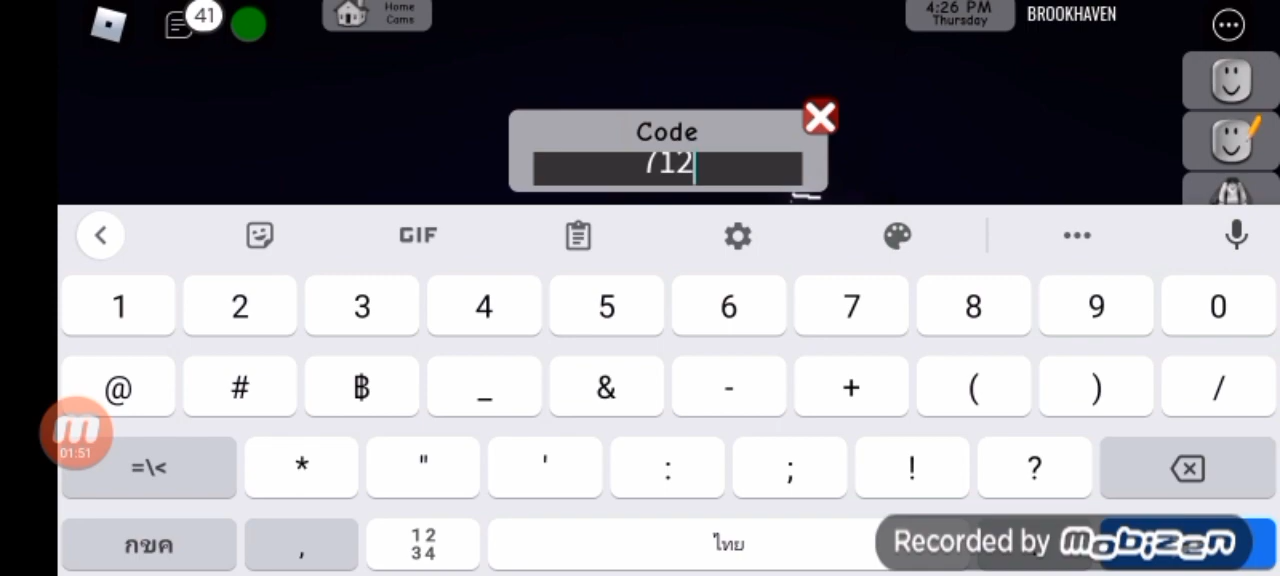 41
Home
Cams
4:26 PM
Thursday
BROOKHAVEN
Code
712
GIF
1 2 3 4 5 6 7 8 9 0
@ # ฿ _ & - + ( ) /
01:51
=\< * " ' : ; ! ?
กขค , 12 ไทย
34
Recorded by mobizen